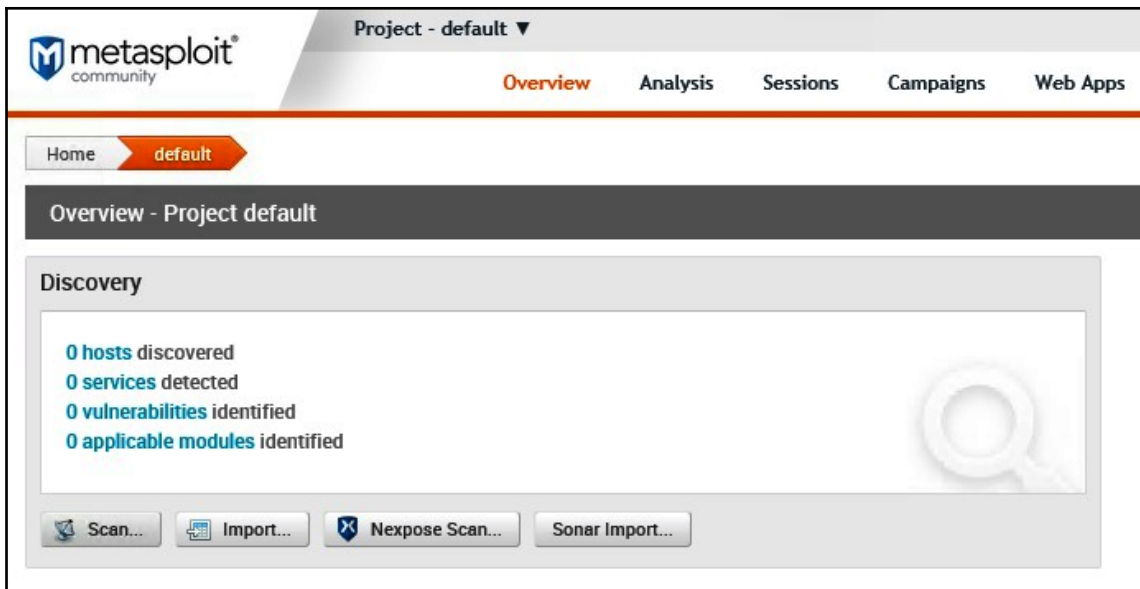 Project - default ▼
metasploit®
community
Overview Analysis Sessions Campaigns Web Apps
Home default
Overview - Project default
Discovery
0 hosts discovered
0 services detected
0 vulnerabilities identified
0 applicable modules identified
Scan... Import... Nexpose Scan... Sonar Import...